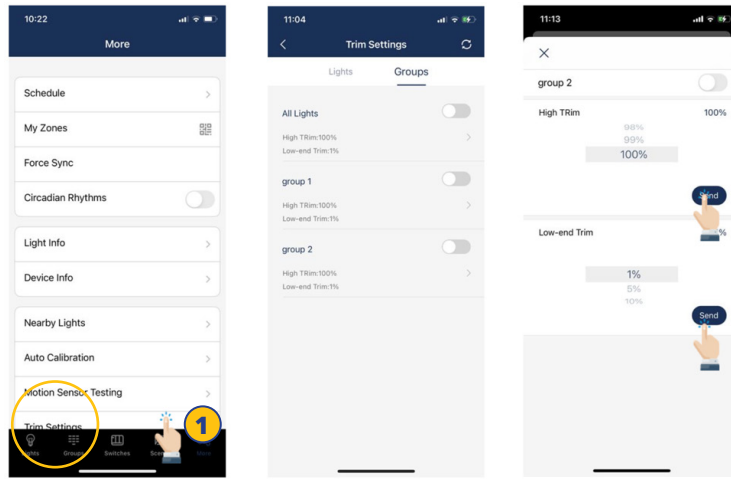 10:22
More
Schedule
My Zones
Force Sync
Circadian Rhythms
Light Info
Device Info
Nearby Lights
Auto Calibration
Motion Sensor Testing
Trim Settings
1
Groups
Switches
More
11:04
Trim Settings
Lights
Groups
All Lights
High TRim:100%
Low-end Trim:1%
group 1
High TRim:100%
Low-end Trim:1%
group 2
High TRim:100%
Low-end Trim:1%
11:13
group 2
High TRim
100%
98%
99%
100%
Low-end Trim
1%
5%
10%
Send